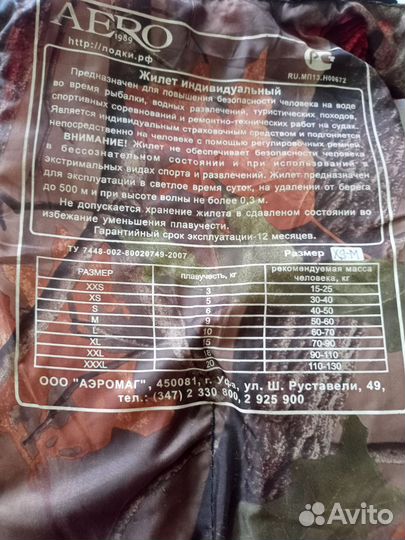 AERO
1989
http://лодки.рф
RU.МП13.Н00672
Жилет индивидуальный
Предназначен для повышения безопасности человека на воде
во время рыбалки, водных развлечений, туристических походов,
спортивных соревнований и ремонтно-технических работ на судах.
Является индивидуальным страховочным средством и подгоняется
непосредственно на человеке с помощью регулировочных ремней.
ВНИМАНИЕ! Жилет не обеспечивает безопасности человека
в бессознательном состоянии и при использовании в
экстримальных видах спорта и развлечений. Жилет предназначен
для эксплуатации в светлое время суток, на удалении от берега
до 500 м и при высоте волны не более 0,3 м.
Не допускается хранение жилета в сдавленном состоянии во
избежание уменьшения плавучести.
Гарантийный срок эксплуатации-12 месяцев.
ТУ 7448-002-80020749-2007 Размер
РАЗМЕР плавучесть, кг рекомендуемая масса человека, кг
XXS 3 15-25
XS 5 30-40
S 6 40-50
M 9 50-60
L 10 60-70
XL 15 70-90
XXL 18 90-110
XXXL 20 110-130
ООО "АЭРОМАГ", 450081, г. Уфа, ул. Ш. Руставели, 49,
тел.: (347) 2 330 800, 2 925 900
Avito